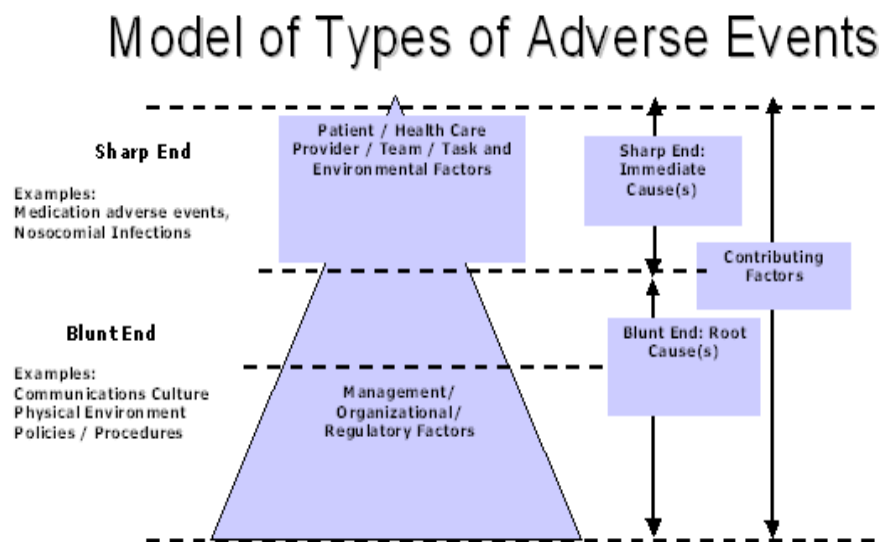 Model of Types of Adverse Events
Sharp End
Examples:
Medication adverse events,
Nosocomial Infections
Patient / Health Care
Provider / Team / Task and
Environmental Factors
Sharp End:
Immediate
Cause(s)
Contributing
Factors
Blunt End
Examples:
Communications Culture
Physical Environment
Policies / Procedures
Management/
Organizational/
Regulatory Factors
Blunt End: Root
Cause(s)